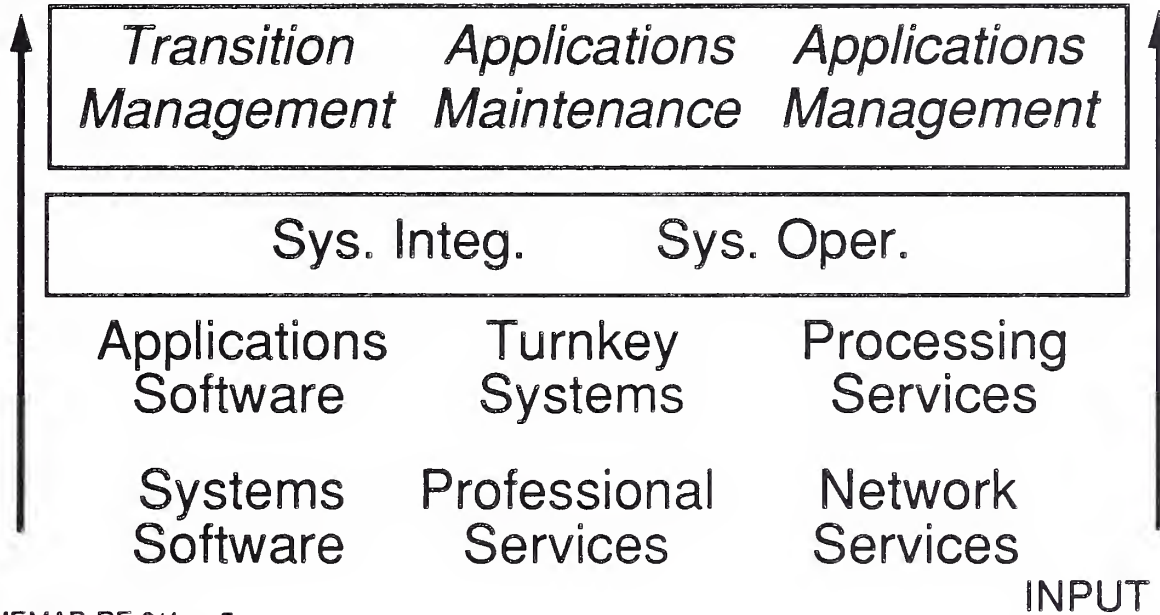 Transition Applications Applications
Management Maintenance Management
Sys. Integ. Sys. Oper.
Applications Turnkey Processing
Software Systems Services
Systems Professional Network
Software Services Services
INPUT